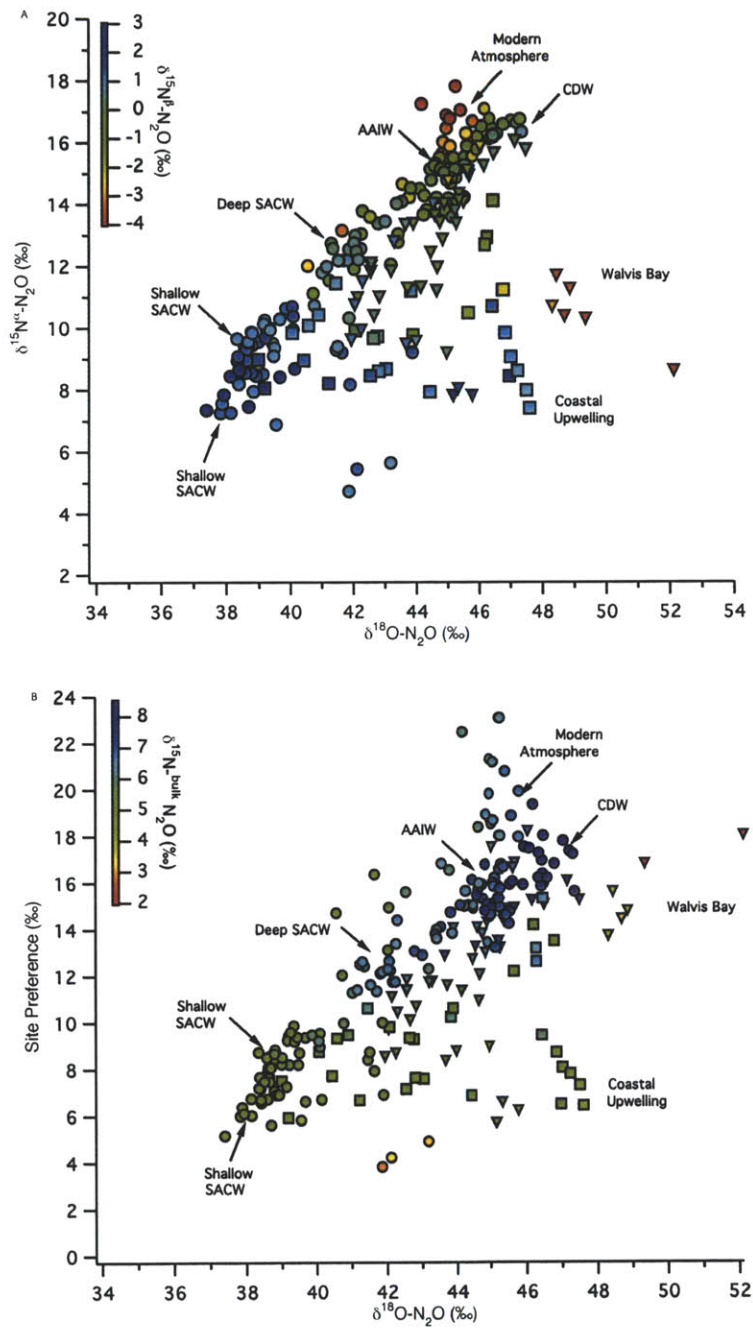 A
20
18
16
14
12
10
8
6
4
2
δ¹⁵Nᵅ-N₂O (‰)
3
2
1
0
-1
-2
-3
-4
δ¹⁵Nᵝ-N₂O (‰)
Modern
Atmosphere
CDW
AAIW
Deep SACW
Walvis Bay
Shallow
SACW
Coastal
Upwelling
Shallow
SACW
34 36 38 40 42 44 46 48 50 52 54
δ¹⁸O-N₂O (‰)
B
24
22
20
18
16
14
12
10
8
6
4
2
0
Site Preference (‰)
8
7
6
5
4
3
2
δ¹⁵N-ᵇᵘˡᵏ N₂O (‰)
Modern
Atmosphere
CDW
AAIW
Walvis Bay
Deep SACW
Shallow
SACW
Coastal
Upwelling
Shallow
SACW
34 36 38 40 42 44 46 48 50 52
δ¹⁸O-N₂O (‰)